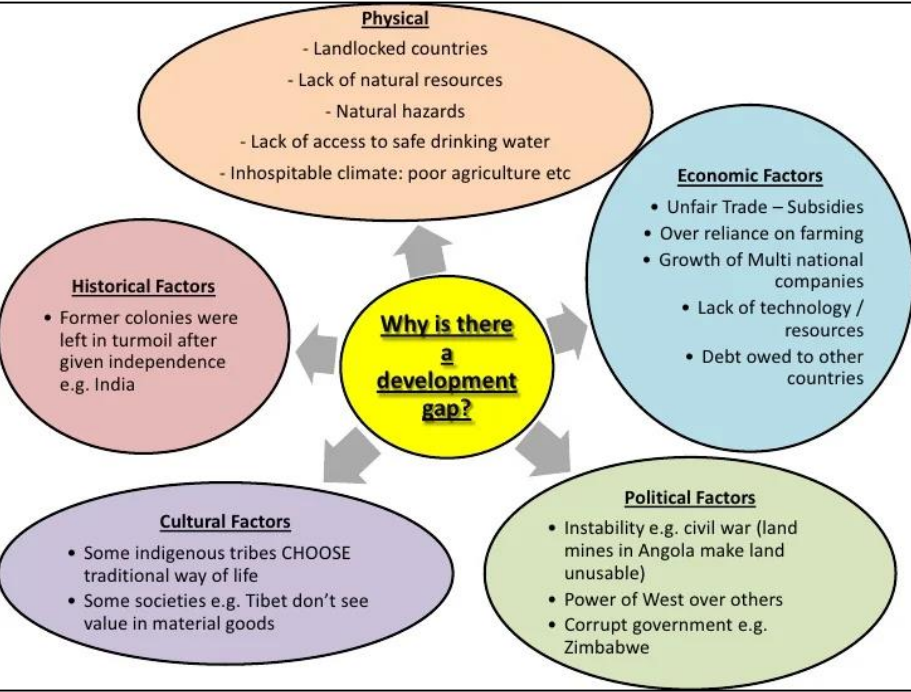 Physical
- Landlocked countries
- Lack of natural resources
- Natural hazards
- Lack of access to safe drinking water
- Inhospitable climate: poor agriculture etc
Economic Factors
• Unfair Trade – Subsidies
• Over reliance on farming
• Growth of Multi national
companies
• Lack of technology /
resources
• Debt owed to other
countries
Historical Factors
• Former colonies were
left in turmoil after
given independence
e.g. India
Why is there
a
development
gap?
Cultural Factors
• Some indigenous tribes CHOOSE
traditional way of life
• Some societies e.g. Tibet don't see
value in material goods
Political Factors
• Instability e.g. civil war (land
mines in Angola make land
unusable)
• Power of West over others
• Corrupt government e.g.
Zimbabwe